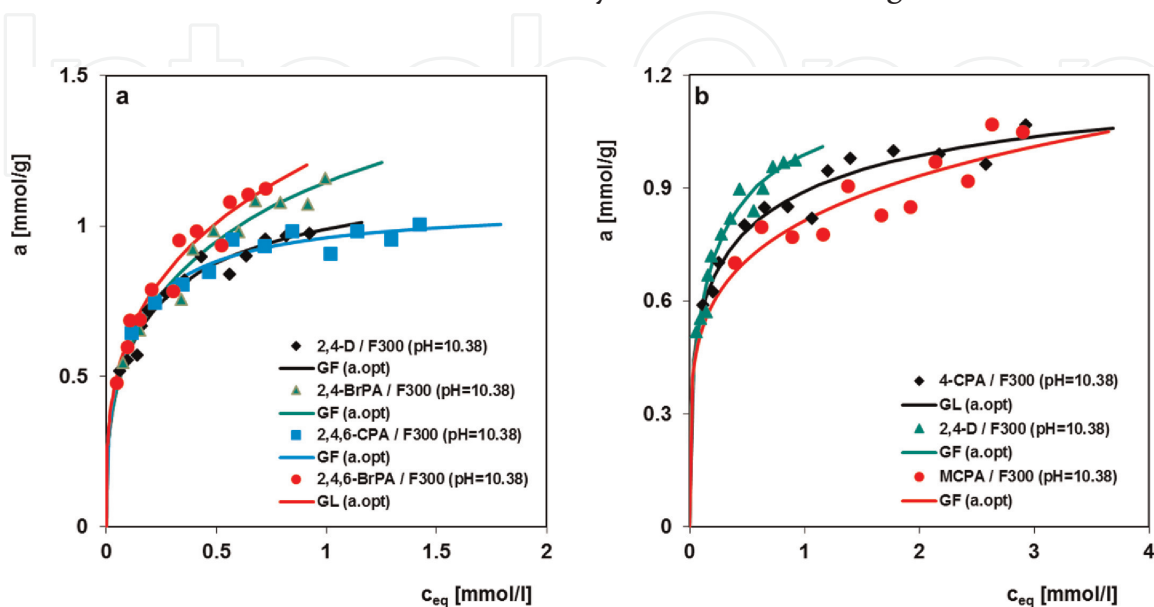 a
1.5
1
0.5
0
a [mmol/g]
2,4-D / F300 (pH=10.38)
GF (a.opt)
2,4-BrPA / F300 (pH=10.38)
GF (a.opt)
2,4,6-CPA / F300 (pH=10.38)
GF (a.opt)
2,4,6-BrPA / F300 (pH=10.38)
GL (a.opt)
0 0.5 1 1.5 2
c_eq [mmol/l]
b
1.2
0.9
0.6
0.3
0
a [mmol/g]
4-CPA / F300 (pH=10.38)
GL (a.opt)
2,4-D / F300 (pH=10.38)
GF (a.opt)
MCPA / F300 (pH=10.38)
GF (a.opt)
0 1 2 3 4
c_eq [mmol/l]